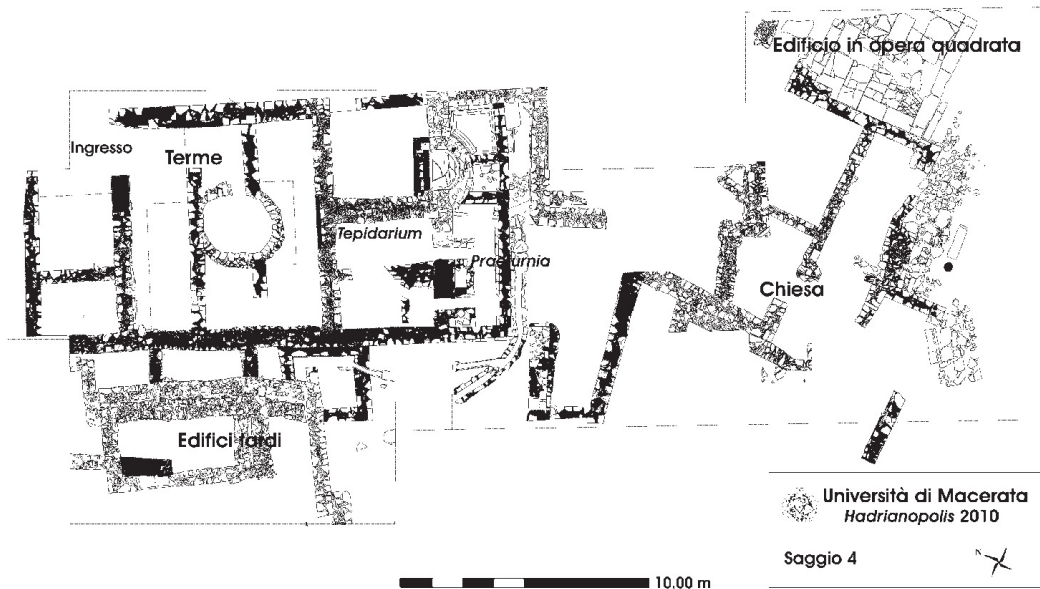 Edificio in opera quadrata
Ingresso
Terme
Tepidarium
Praefurnia
Chiesa
Edifici tardi
Università di Macerata
Hadrianopolis 2010
Saggio 4
N
10,00 m